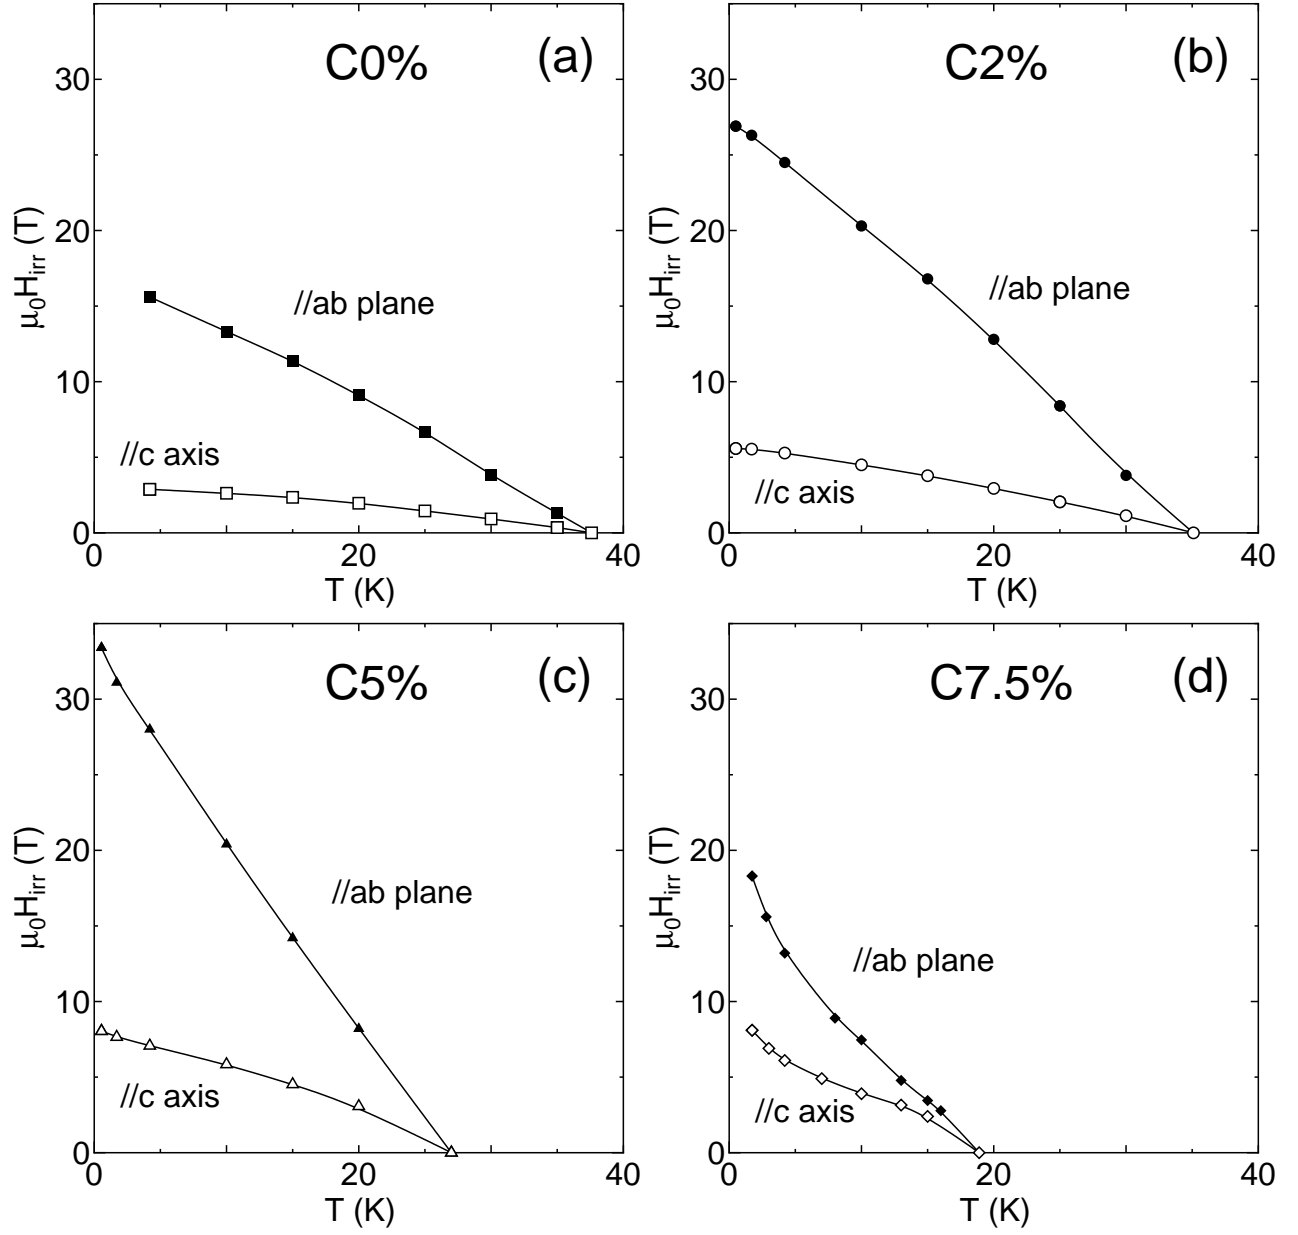 C0%
(a)
30
20
10
0
μ0Hirr (T)
//ab plane
//c axis
0
20
40
T (K)
C2%
(b)
30
20
10
0
μ0Hirr (T)
//ab plane
//c axis
0
20
40
T (K)
C5%
(c)
30
20
10
0
μ0Hirr (T)
//ab plane
//c axis
0
20
40
T (K)
C7.5%
(d)
30
20
10
0
μ0Hirr (T)
//ab plane
//c axis
0
20
40
T (K)